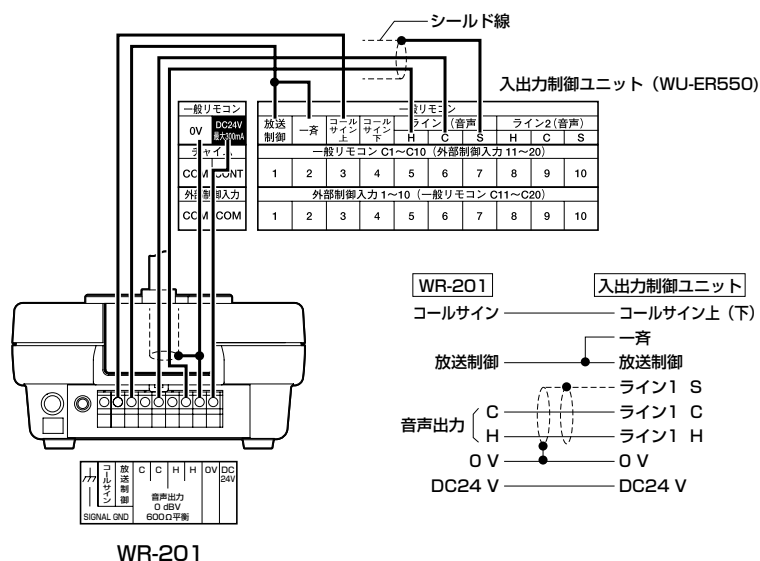 シールド線
入出力制御ユニット（WU-ER550)
一般リモコン
0V DC24V 最大300mA
チャイム
COM CONT
外部制御入力
COM COM
一般リモコン
放送制御 一斉 コールサイン上 コールサイン下 ライン1(音声) ライン2(音声)
H C S H C S
一般リモコン C1〜C10（外部制御入力 11〜20）
1 2 3 4 5 6 7 8 9 10
外部制御入力 1〜10（一般リモコン C11〜C20）
1 2 3 4 5 6 7 8 9 10
WR-201 入出力制御ユニット
コールサイン コールサイン上（下）
一斉
放送制御 放送制御
ライン1 S
音声出力
C ライン1 C
H ライン1 H
0 V 0 V
DC24 V DC24 V
コールサイン 放送制御 C C H H 0V DC 24V
音声出力
0 dBV
600Ω平衡
SIGNAL GND
WR-201